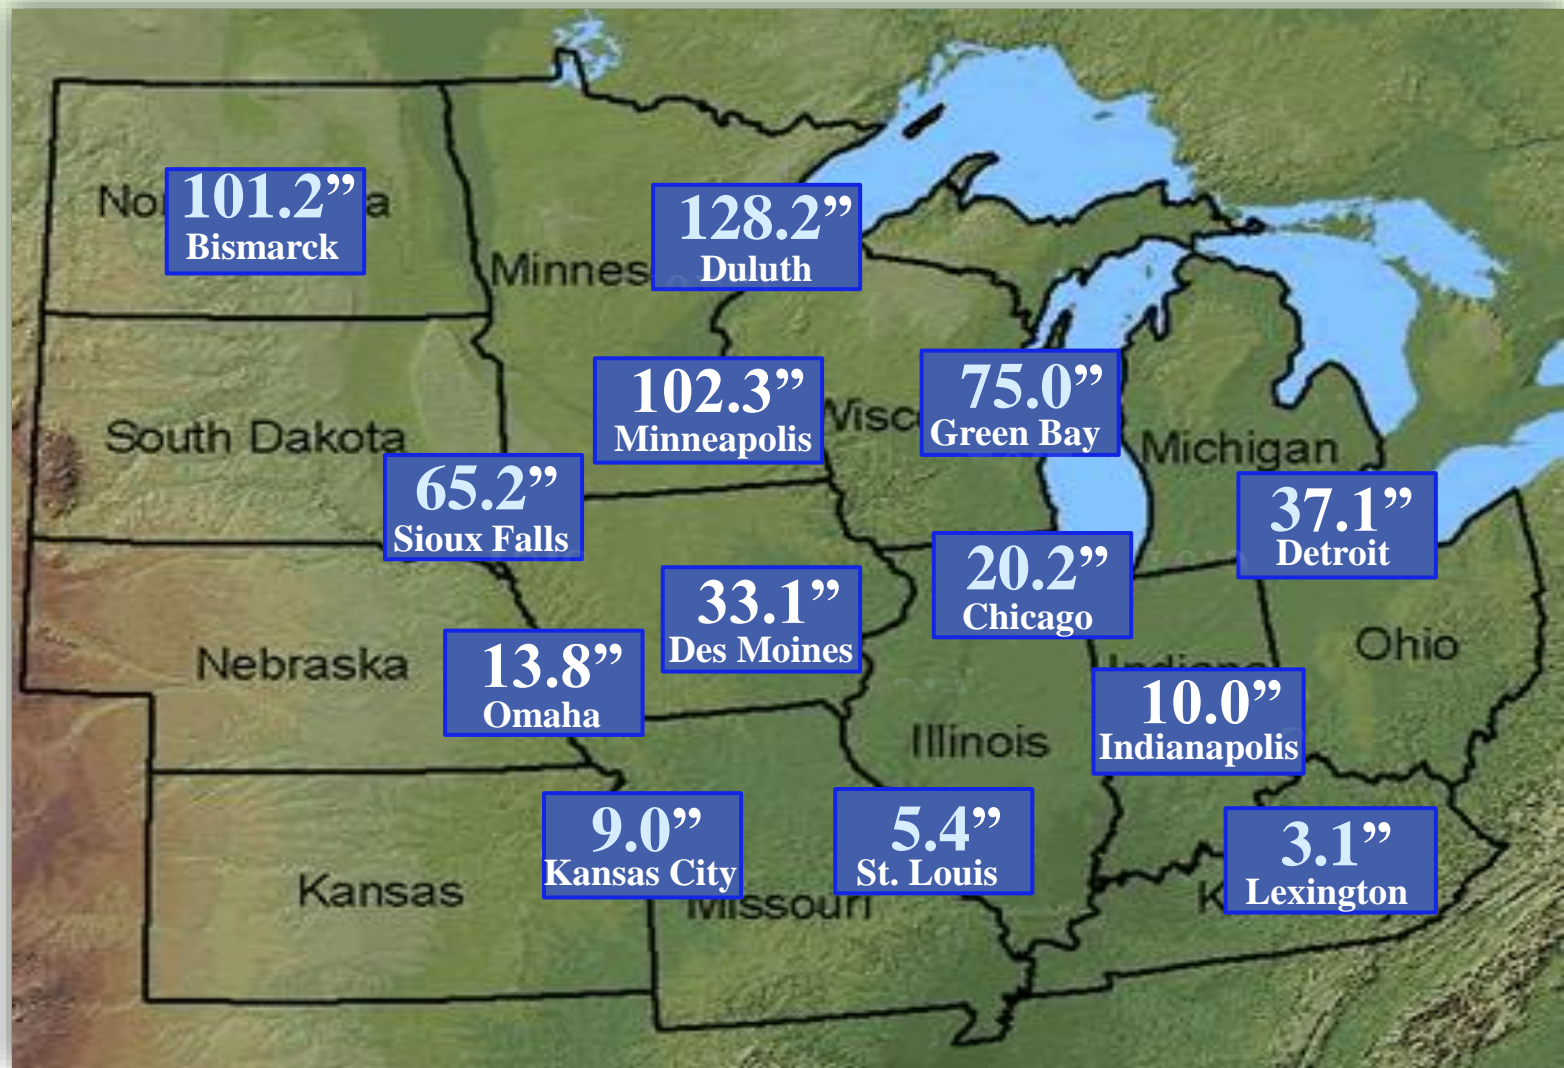 101.2”
Bismarck
128.2”
Duluth
Minnes
102.3”
Minneapolis
75.0”
Green Bay
South Dakota
Michigan
65.2”
Sioux Falls
37.1”
Detroit
20.2”
Chicago
33.1”
Des Moines
Ohio
Nebraska
13.8”
Omaha
Indiana
10.0”
Indianapolis
Illinois
9.0”
Kansas City
5.4”
St. Louis
3.1”
Lexington
Kansas
Missouri
K